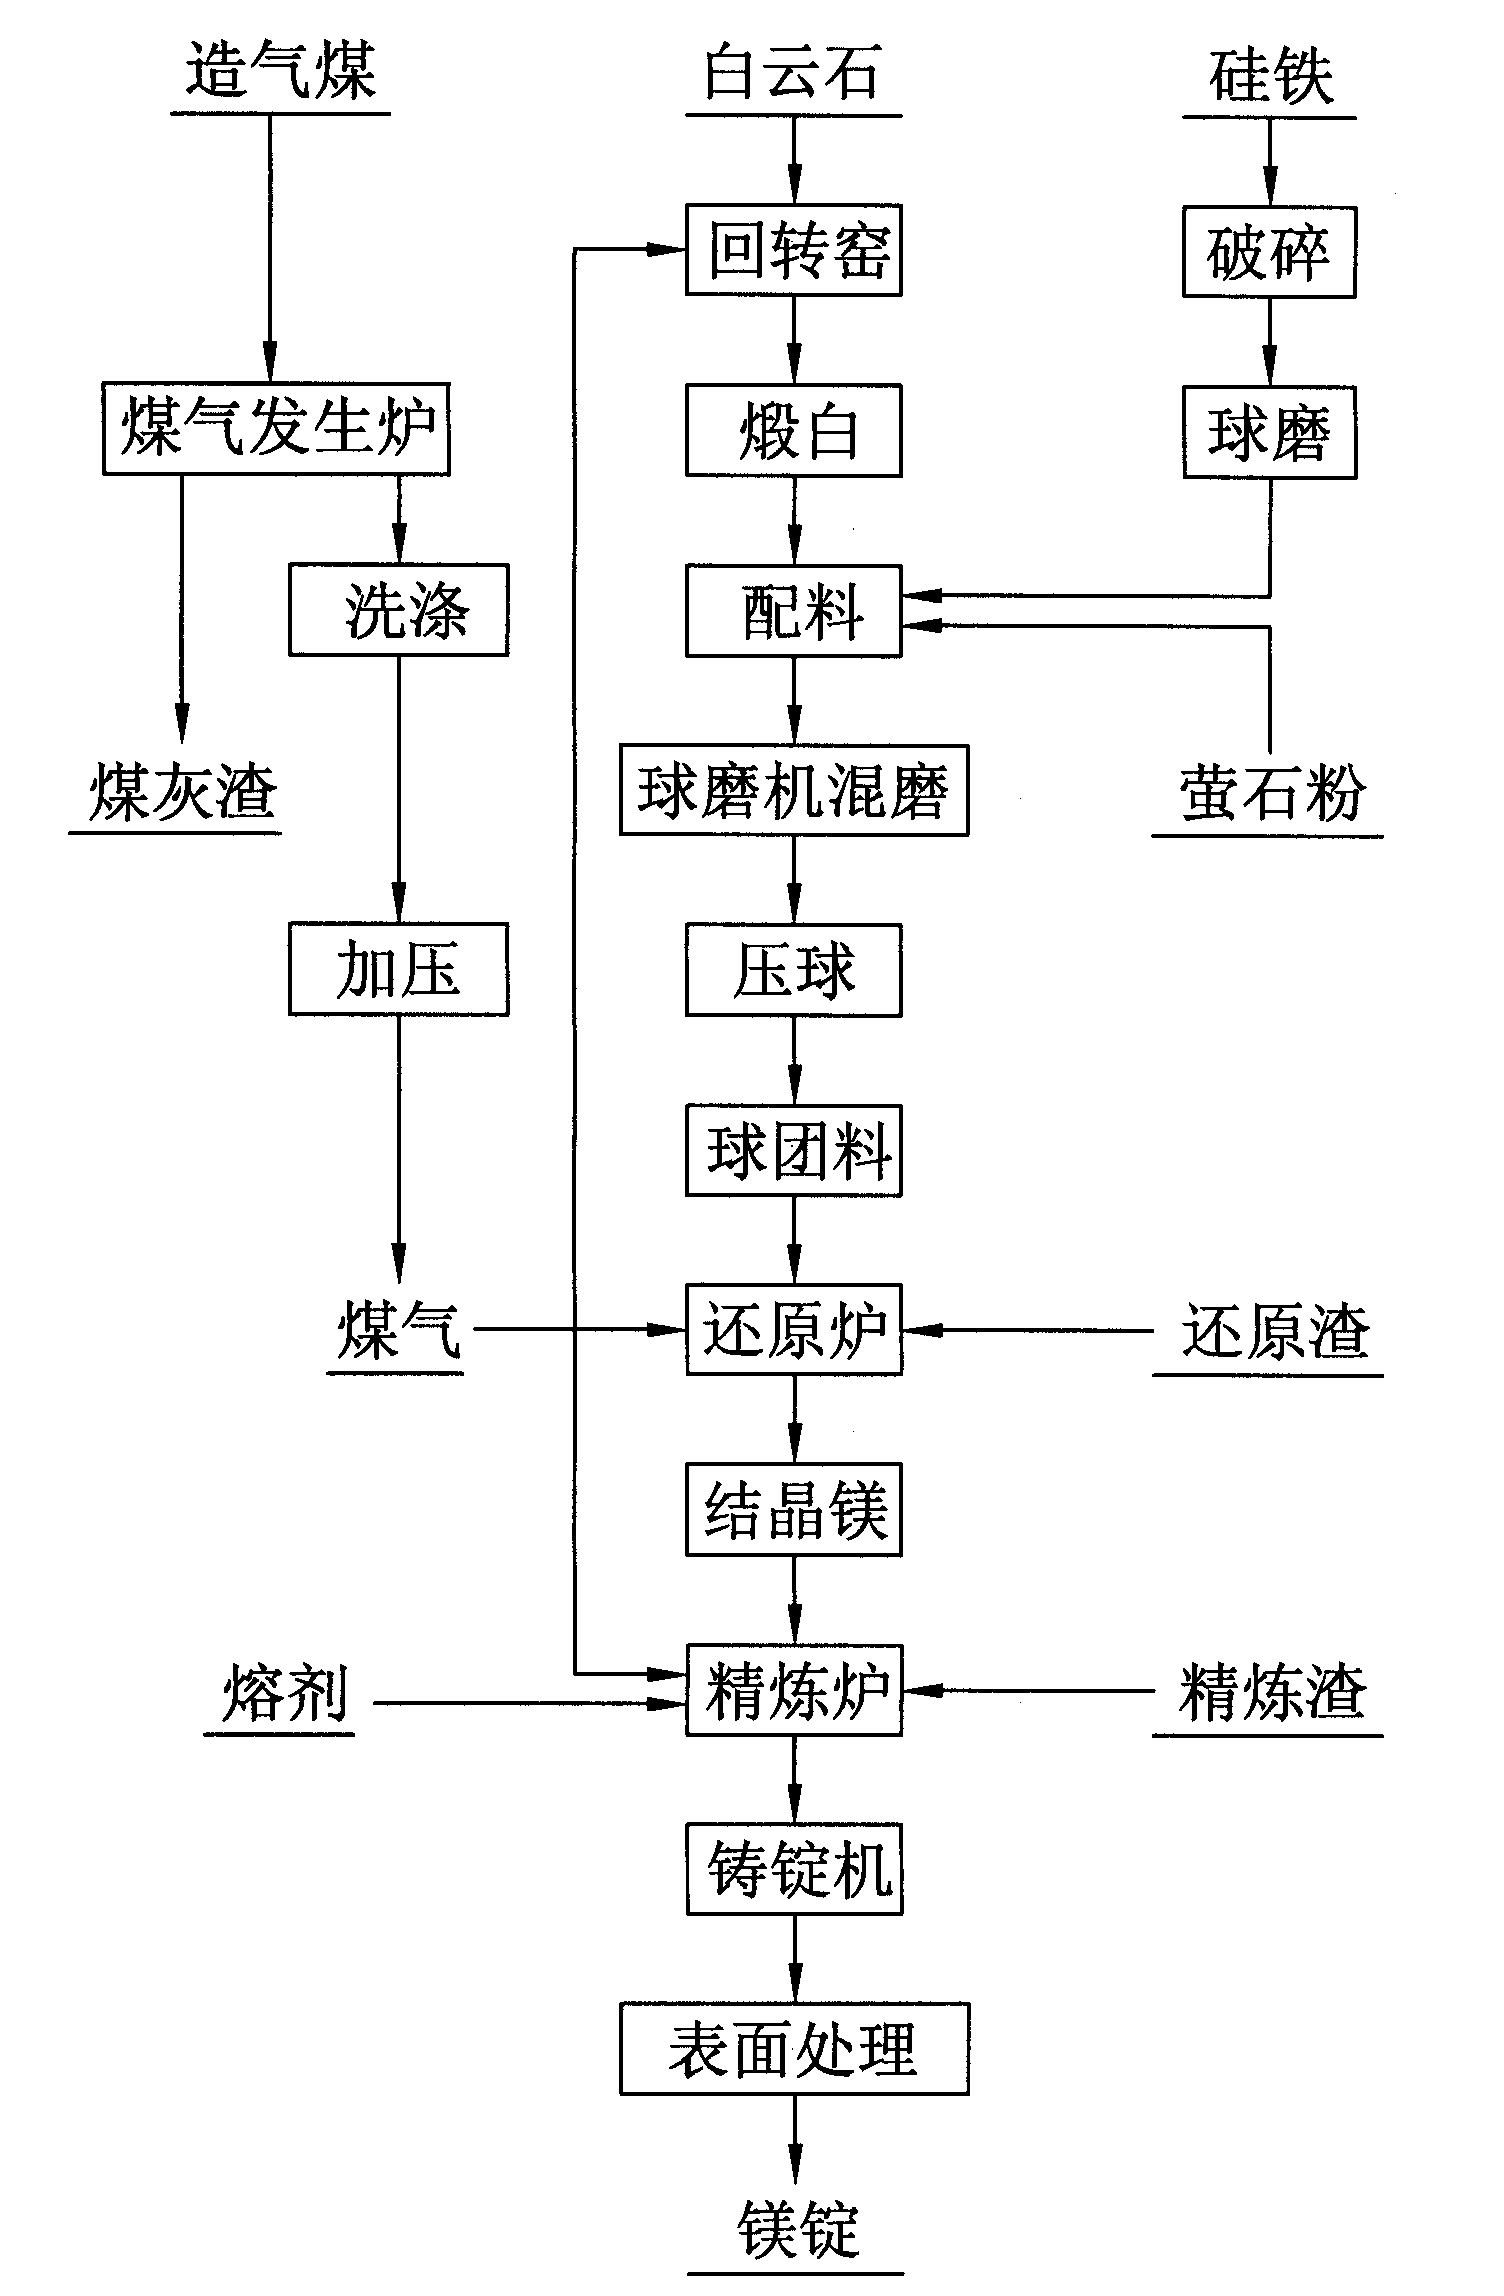 造气煤
白云石
硅铁
回转窑
破碎
煤气发生炉
煅白
球磨
洗涤
配料
煤灰渣
球磨机混磨
萤石粉
加压
压球
球团料
煤气
还原炉
还原渣
结晶镁
熔剂
精炼炉
精炼渣
铸锭机
表面处理
镁锭